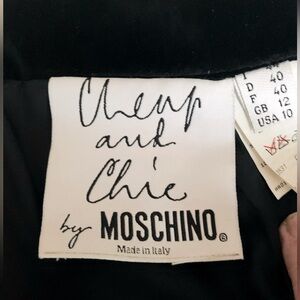 Cheap
and
Chic
by MOSCHINO®
Made in Italy
I 44
D 40
F 40
GB 12
USA 10